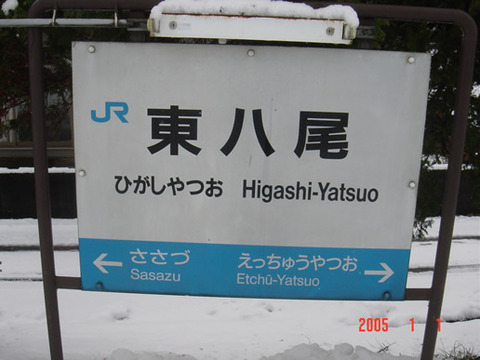 JR 東八尾
ひがしやつお Higashi-Yatsuo
← ささづ えっちゅうやつお →
Sasazu Etchū-Yatsuo
2005 1 1